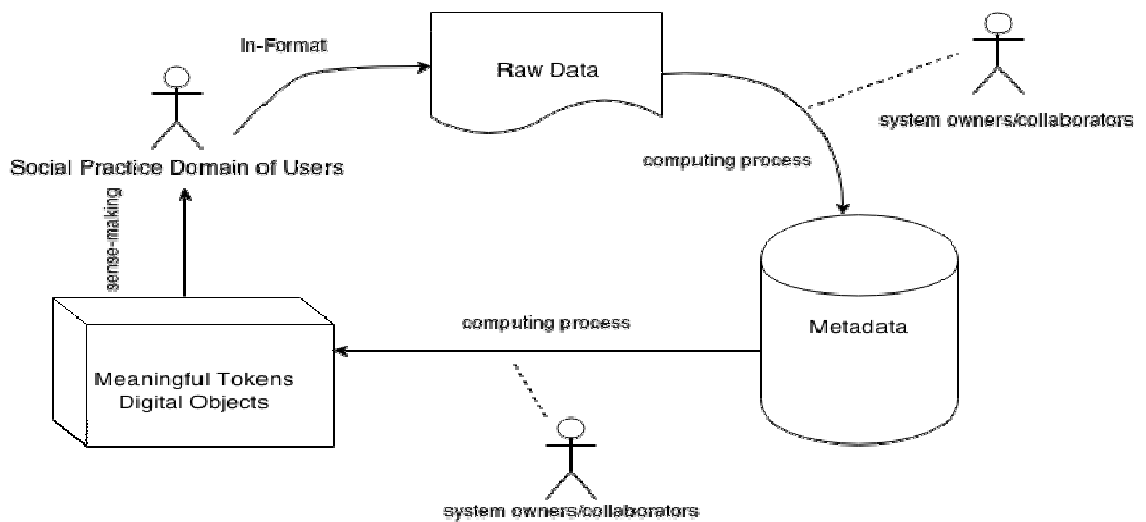 In-Format
Raw Data
system owners/collaborators
Social Practice Domain of Users
computing process
sense-making
computing process
Metadata
Meaningful Tokens
Digital Objects
system owners/collaborators